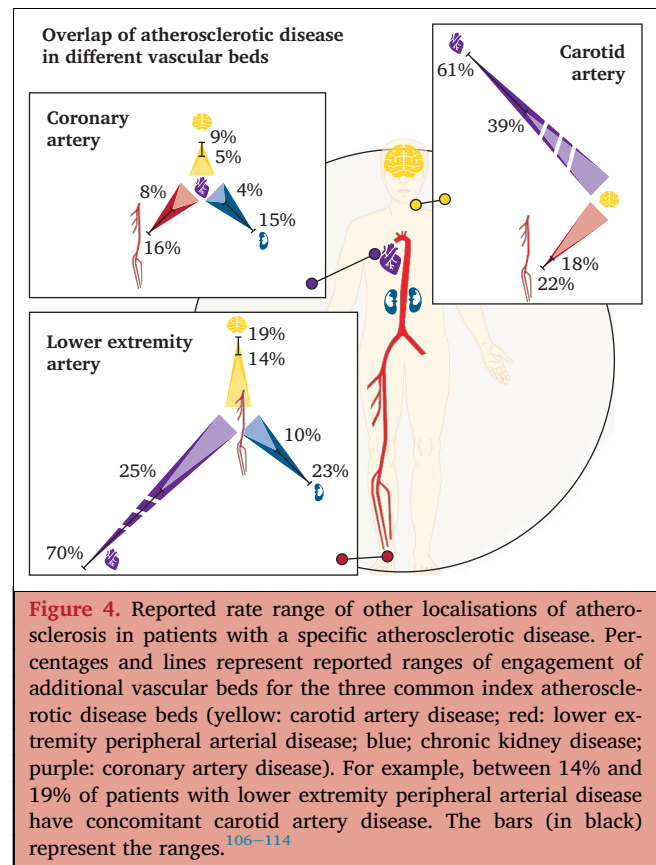 Overlap of atherosclerotic disease
in different vascular beds
Coronary
artery
9%
5%
8%
4%
16%
15%
Carotid
artery
61%
39%
18%
22%
Lower extremity
artery
19%
14%
10%
25%
23%
70%
Figure 4. Reported rate range of other localisations of athero-
sclerosis in patients with a specific atherosclerotic disease. Per-
centages and lines represent reported ranges of engagement of
additional vascular beds for the three common index atheroscle-
rotic disease beds (yellow: carotid artery disease; red: lower ex-
tremity peripheral arterial disease; blue; chronic kidney disease;
purple: coronary artery disease). For example, between 14% and
19% of patients with lower extremity peripheral arterial disease
have concomitant carotid artery disease. The bars (in black)
represent the ranges.106–114